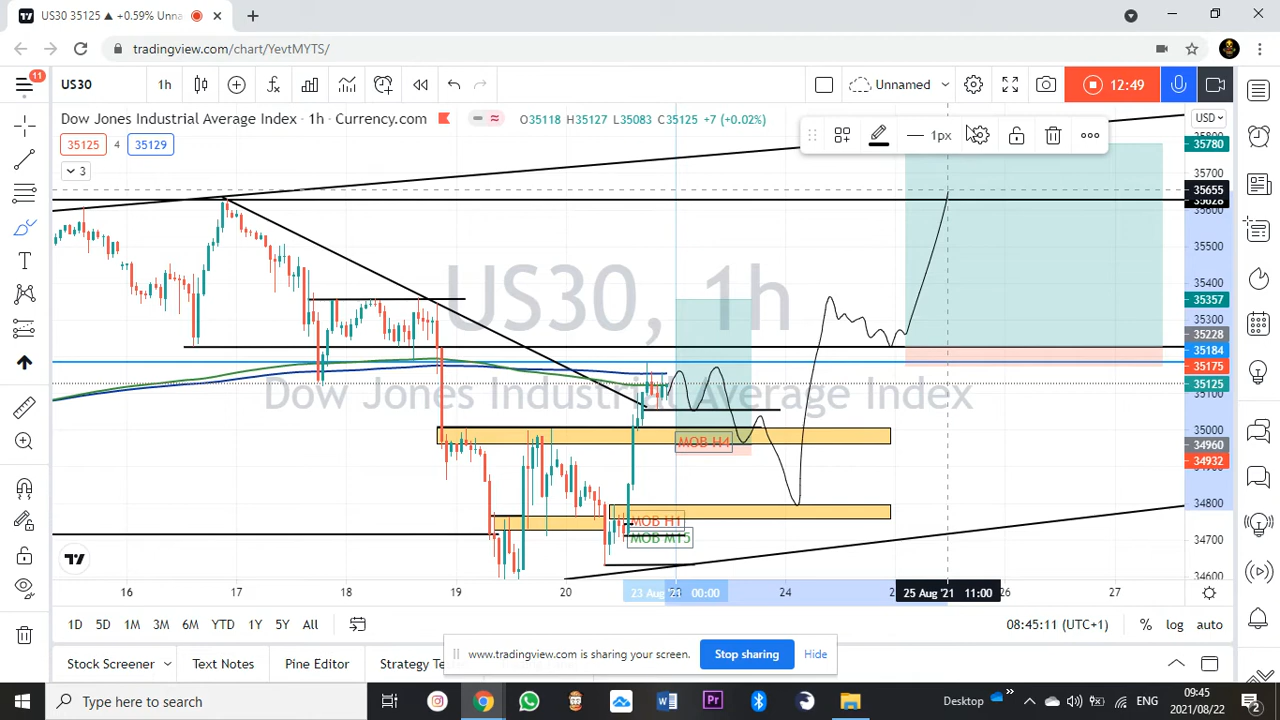 US30 35125 ▲ +0.59% Unna
tradingview.com/chart/YevtMYTS/
11
US30
1h
Unnamed
12:49
Dow Jones Industrial Average Index · 1h · Currency.com
O35118 H35127 L35083 C35125 +7 (+0.02%)
USD
35125
4
35129
1px
3
US30, 1h
Dow Jones Industrial Average Index
35780
35700
35655
35628
35600
35500
35400
35357
35300
35228
35184
35175
35125
35100
35000
34960
34932
34800
34700
34600
MOB H4
MOB H1
MOB M15
16
17
18
19
20
23 Aug '21 00:00
24
25 Aug '21 11:00
26
27
1D 5D 1M 3M 6M YTD 1Y 5Y All
08:45:11 (UTC+1)
% log auto
Stock Screener
Text Notes
Pine Editor
Strategy Te
www.tradingview.com is sharing your screen.
Stop sharing
Hide
Type here to search
Desktop
ENG
09:45
2021/08/22
2